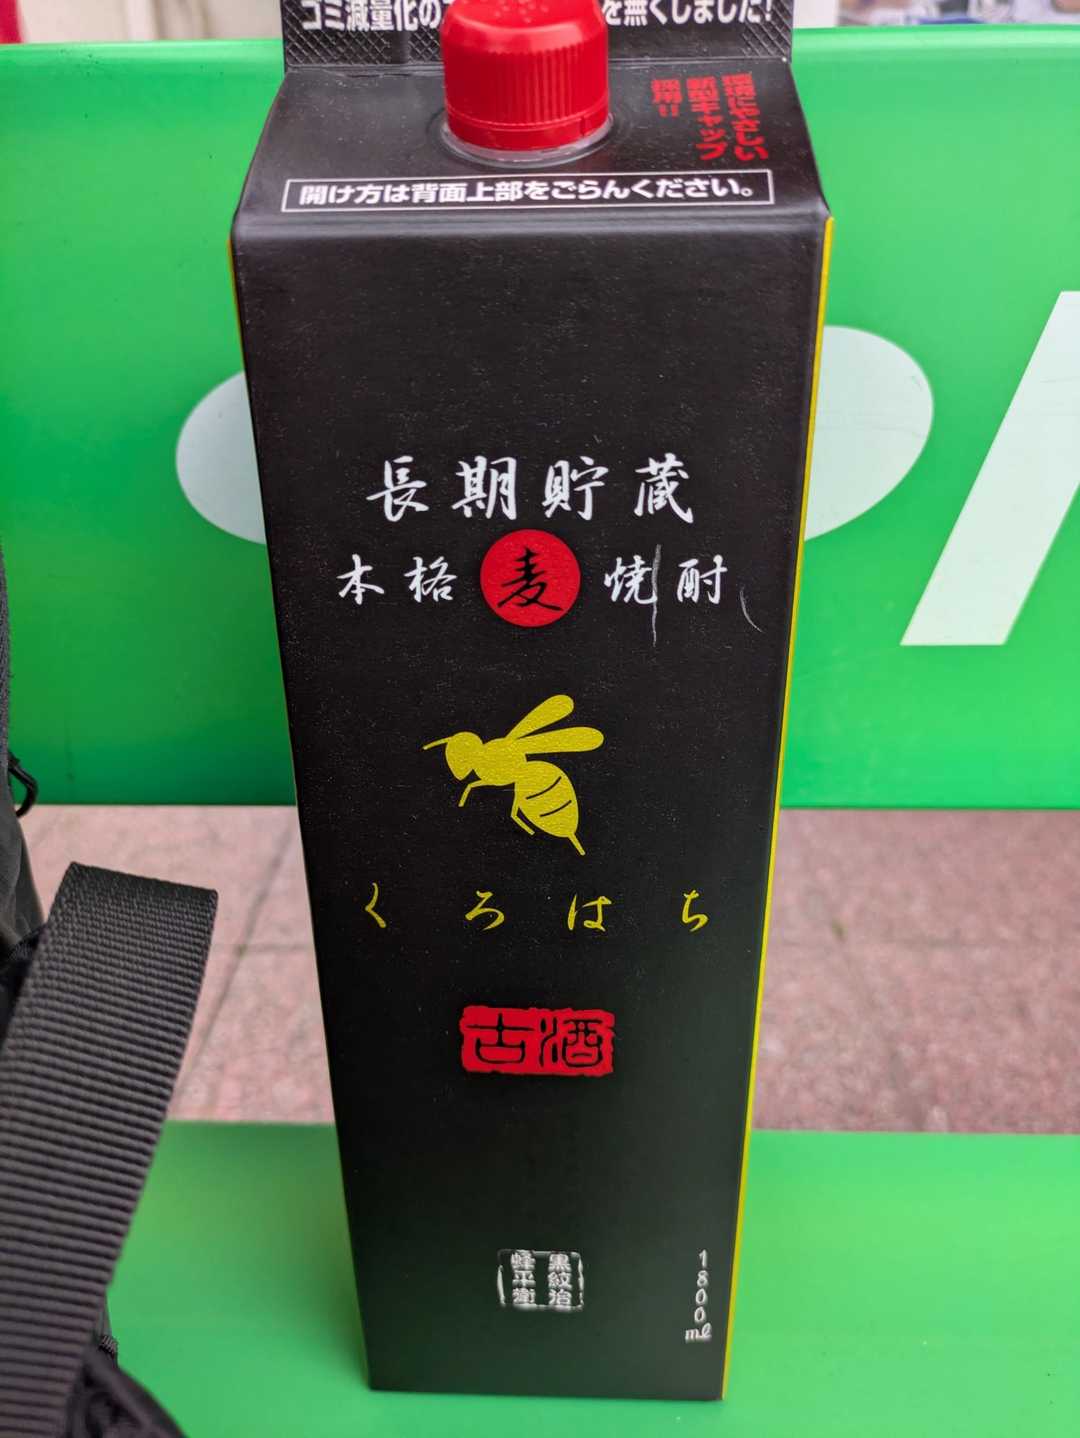 ゴミ減量化の
を無くしました!
環境にやさしい
新型キャップ
採用!!
開け方は背面上部をごらんください。
長期貯蔵
本格麦焼酎
くろはち
古酒
黒紋治
蜂平衛
1800ml